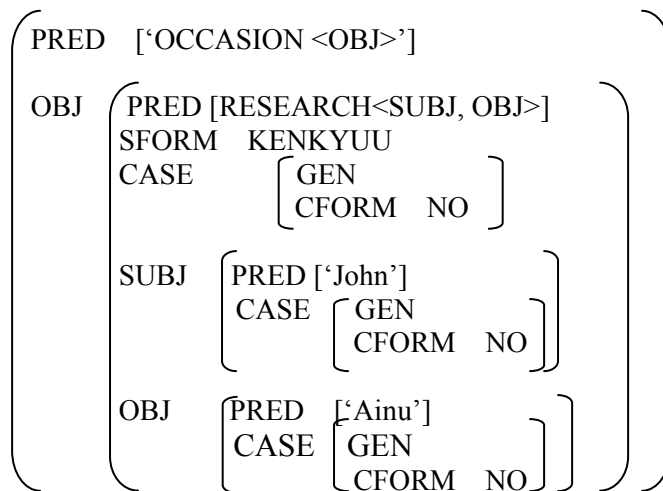 PRED [‘OCCASION <OBJ>’]
OBJ PRED [RESEARCH<SUBJ, OBJ>]
SFORM KENKYUU
CASE GEN
CFORM NO
SUBJ PRED [‘John’]
CASE GEN
CFORM NO
OBJ PRED [‘Ainu’]
CASE GEN
CFORM NO